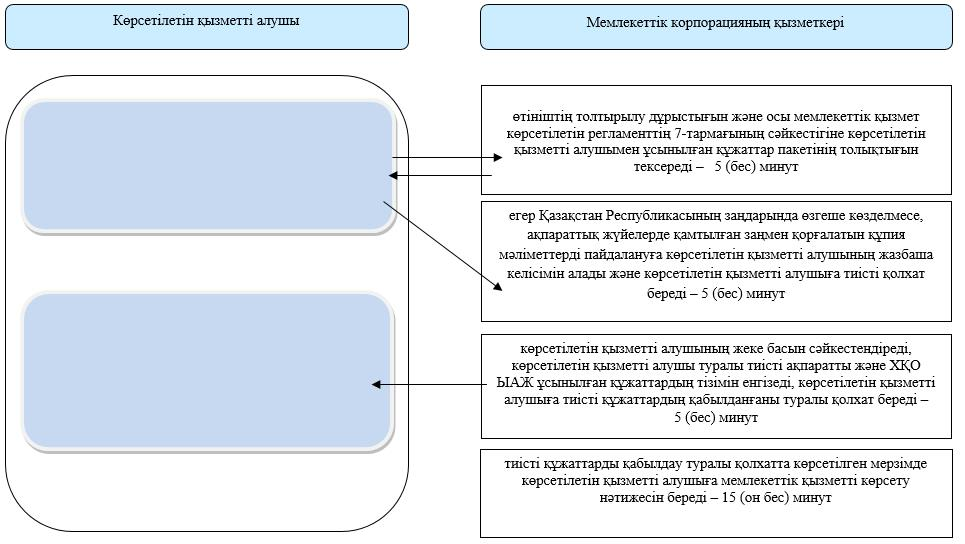 Көрсетілетін қызметті алушы
Мемлекеттік корпорацияның қызметкері
өтініштің толтырылу дұрыстығын және осы мемлекеттік қызмет
көрсетілетін регламенттің 7-тармағының сәйкестігіне көрсетілетін
қызметті алушымен ұсынылған құжаттар пакетінің толықтығын
тексереді – 5 (бес) минут
егер Қазақстан Республикасының заңдарында өзгеше көзделмесе,
ақпараттық жүйелерде қамтылған заңмен қорғалатын құпия
мәліметтерді пайдалануға көрсетілетін қызметті алушының жазбаша
келісімін алады және көрсетілетін қызметті алушыға тиісті қолхат
береді – 5 (бес) минут
көрсетілетін қызметті алушының жеке басын сәйкестендіреді,
көрсетілетін қызметті алушы туралы тиісті ақпаратты және ХҚО
ЫАЖ ұсынылған құжаттардың тізімін енгізеді, көрсетілетін қызметті
алушыға тиісті құжаттардың қабылданғаны туралы қолхат береді –
5 (бес) минут
тиісті құжаттарды қабылдау туралы қолхатта көрсетілген мерзімде
көрсетілетін қызметті алушыға мемлекеттік қызметті көрсету
нәтижесін береді – 15 (он бес) минут